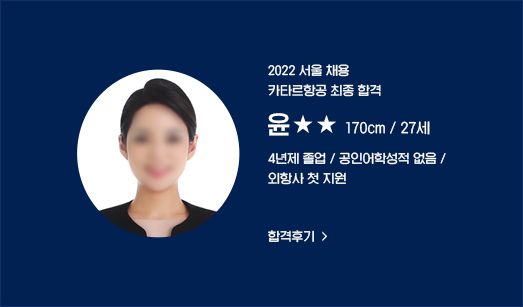 2022 서울 채용
카타르항공 최종 합격
윤★★ 170cm / 27세
4년제 졸업 / 공인어학성적 없음 /
외항사 첫 지원
합격후기 >